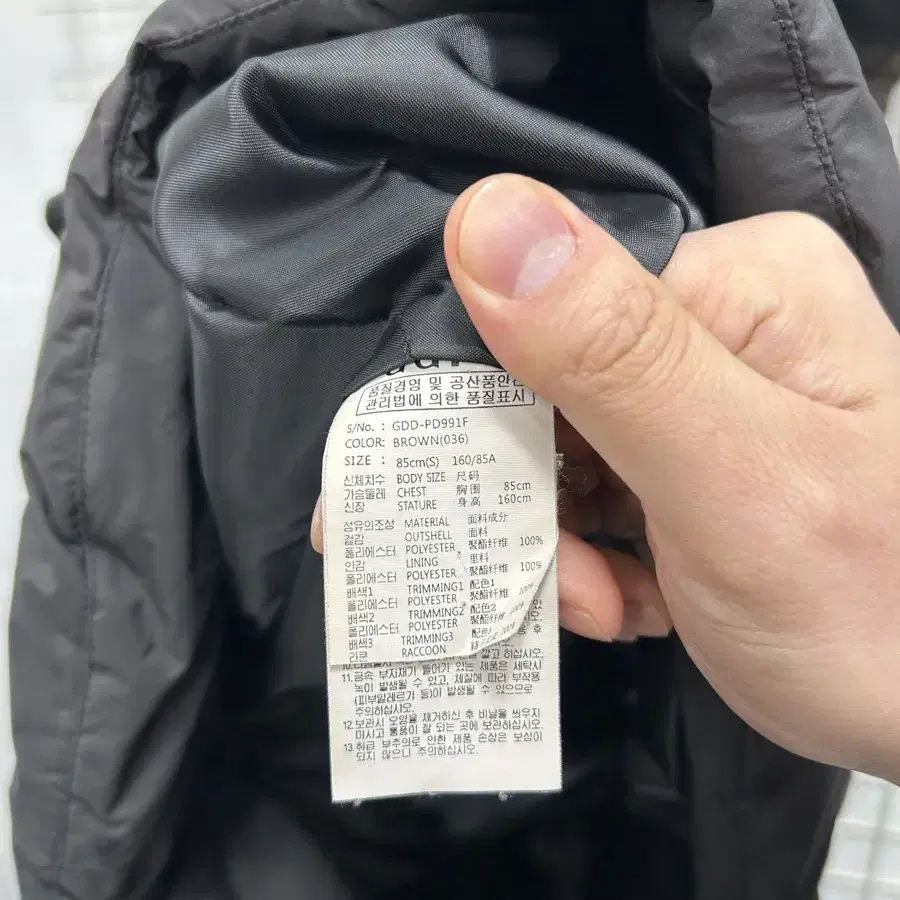 품질경영 및 공산품안전
관리법에 의한 품질표시
S/No. : GDD-PD991F
COLOR: BROWN(036)
SIZE : 85cm(S) 160/85A
신체치수 BODY SIZE 尺码
가슴둘레 CHEST 胸围 85cm
신장 STATURE 身高 160cm
섬유의조성 MATERIAL 面料成分
겉감 OUTSHELL 面料
폴리에스터 POLYESTER 聚酯纤维 100%
안감 LINING 里料
폴리에스터 POLYESTER 聚酯纤维 100%
배색1 TRIMMING1 配色1
폴리에스터 POLYESTER 聚酯纤维 100%
배색2 TRIMMING2 配色2
폴리에스터 POLYESTER 聚酯纤维 100%
배색3 TRIMMING3
라쿤 RACCOON 100%
깔고 하십시오.
11. 금속 부자재가 들어가 있는 제품은 세탁시
녹이 발생될 수 있고, 체질에 따라 부작용
(피부알레르기 등)이 발생될 수 있으므로
주의하십시오.
12. 보관시 오염을 제거하신 후 비닐을 씌우지
마시고 통풍이 잘 되는 곳에 보관하십시오.
13. 취급 부주의로 인한 제품 손상은 보상이
되지 않으니 주의하십시오.